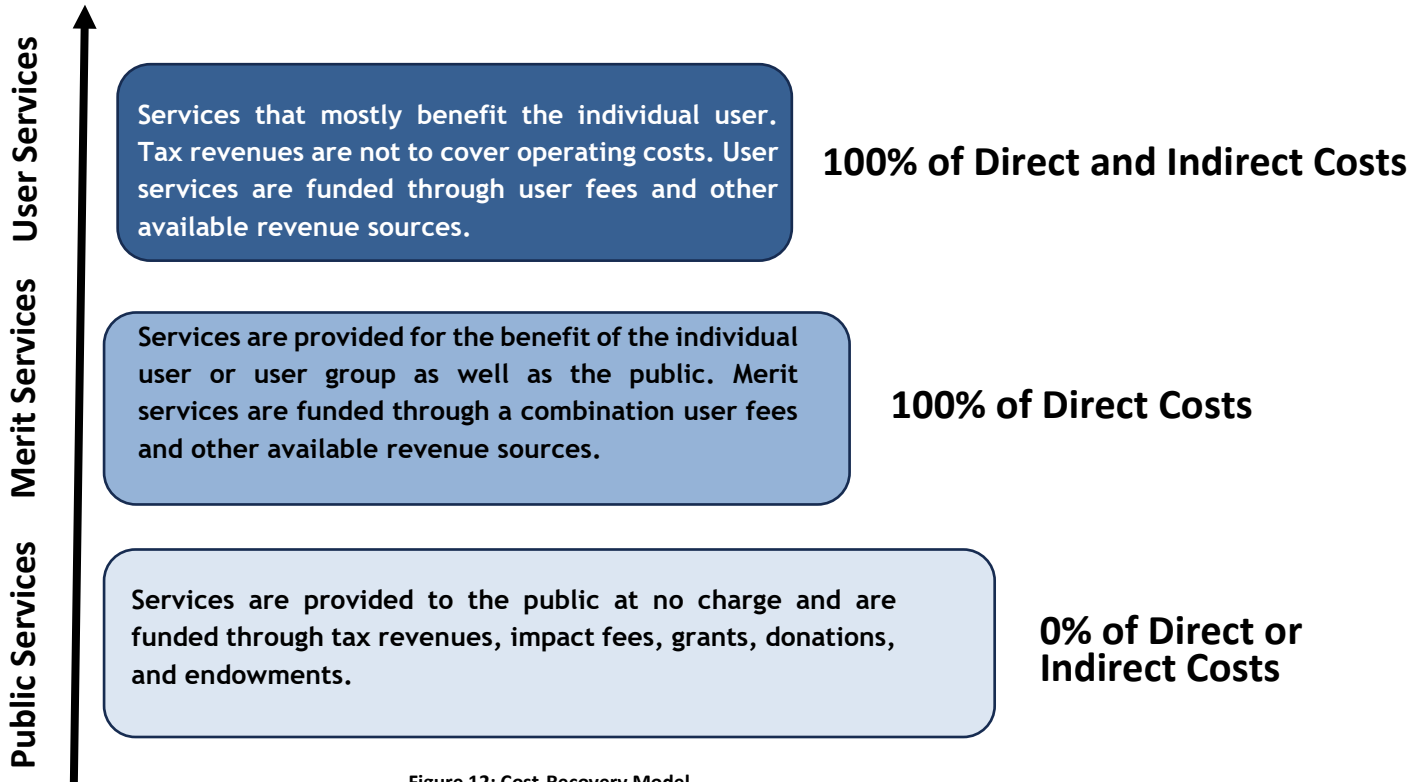 User Services
Services that mostly benefit the individual user.
Tax revenues are not to cover operating costs. User
services are funded through user fees and other
available revenue sources.
100% of Direct and Indirect Costs
Merit Services
Services are provided for the benefit of the individual
user or user group as well as the public. Merit
services are funded through a combination user fees
and other available revenue sources.
100% of Direct Costs
Public Services
Services are provided to the public at no charge and are
funded through tax revenues, impact fees, grants, donations,
and endowments.
0% of Direct or
Indirect Costs
Figure 12: Cost-Recovery Model